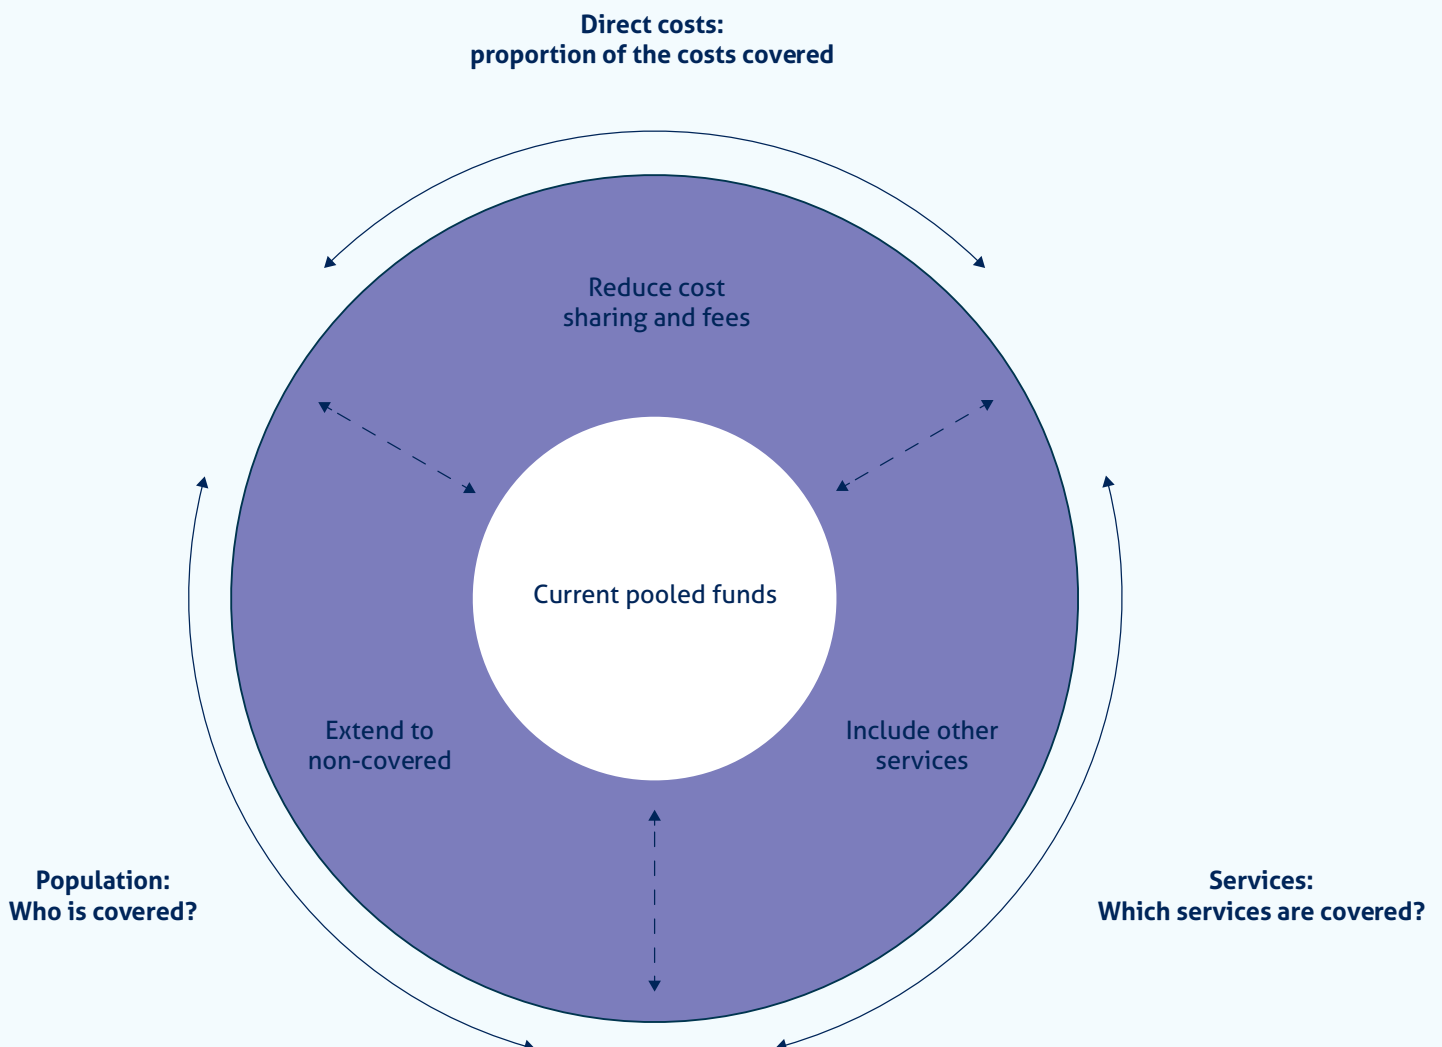 Direct costs:
proportion of the costs covered
Reduce cost
sharing and fees
Current pooled funds
Extend to
non-covered
Include other
services
Population:
Who is covered?
Services:
Which services are covered?